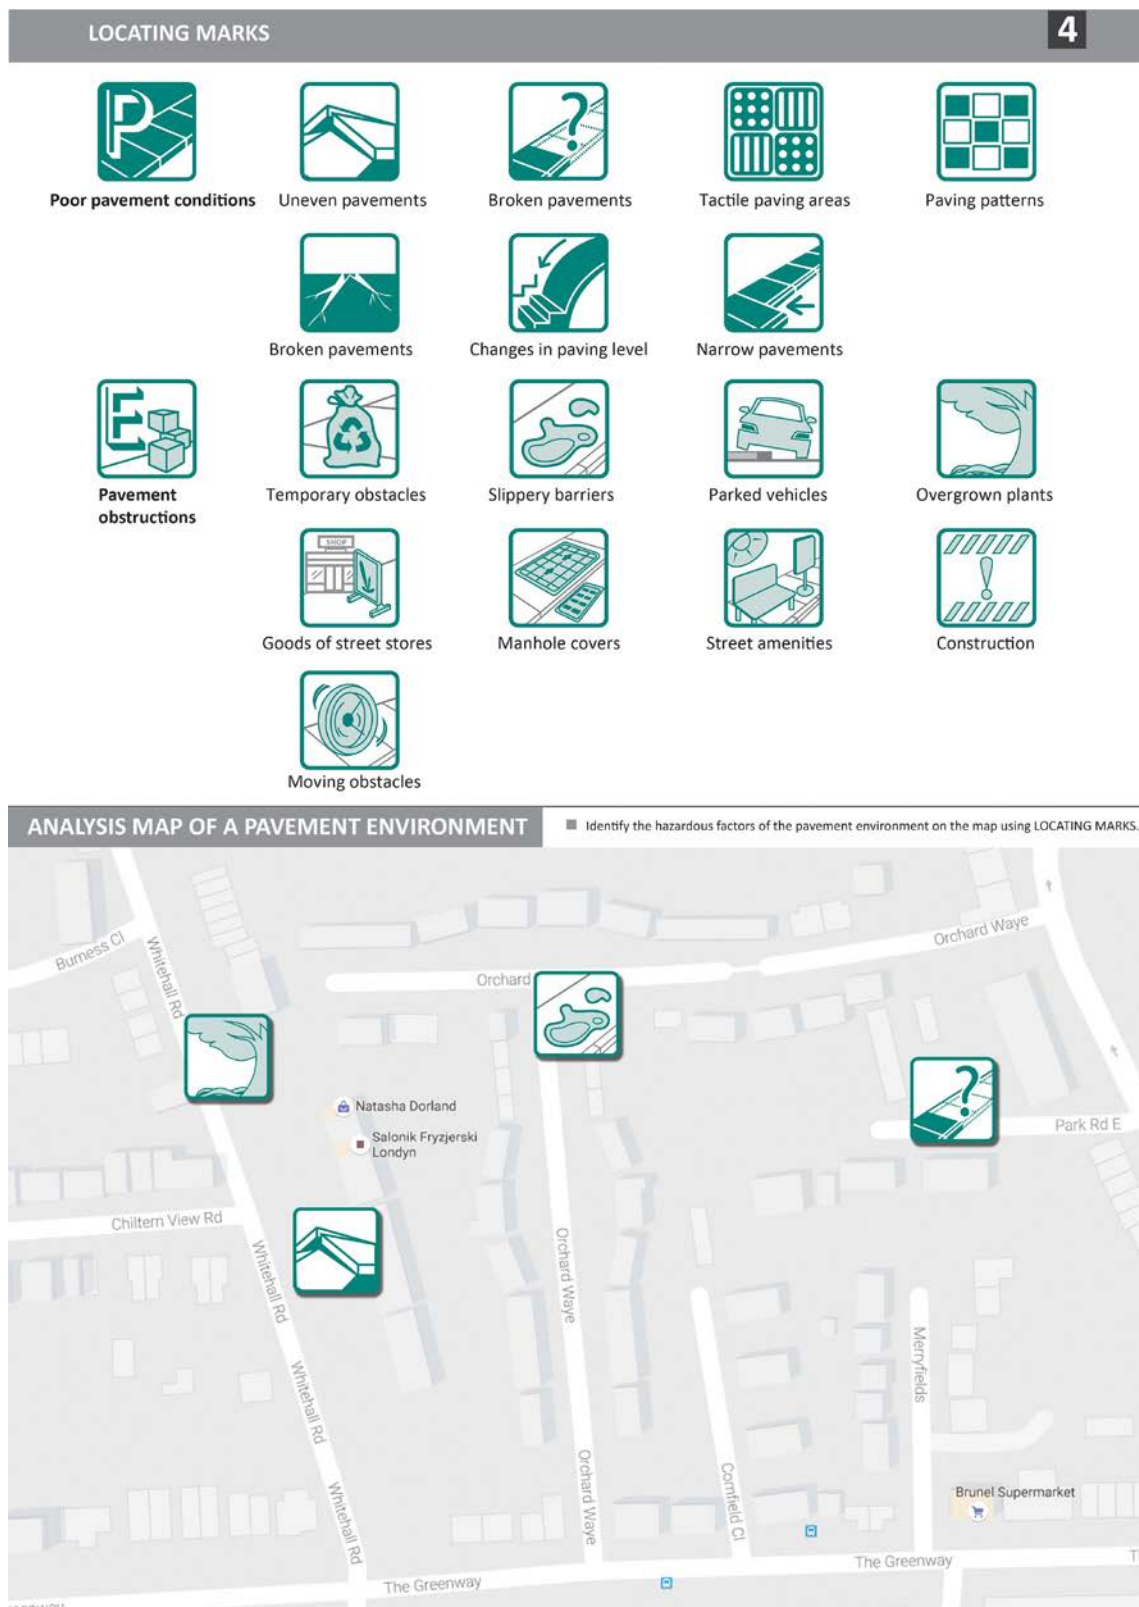 LOCATING MARKS
4
Poor pavement conditions
Uneven pavements
Broken pavements
Tactile paving areas
Paving patterns
Broken pavements
Changes in paving level
Narrow pavements
Pavement
obstructions
Temporary obstacles
Slippery barriers
Parked vehicles
Overgrown plants
SHOP
Goods of street stores
Manhole covers
Street amenities
Construction
Moving obstacles
ANALYSIS MAP OF A PAVEMENT ENVIRONMENT
Identify the hazardous factors of the pavement environment on the map using LOCATING MARKS.
Burness Cl
Whitehall Rd
Orchard
Orchard Waye
Natasha Dorland
Salonik Fryzjerski
Londyn
Park Rd E
Chiltern View Rd
Whitehall Rd
Orchard Waye
Merryfields
Whitehall Rd
Orchard Waye
Cornfield Cl
Brunel Supermarket
Whitehall Rd
The Greenway
The Greenway